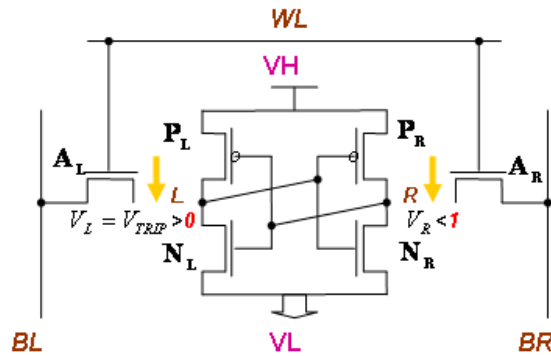 WL
VH
P_L
P_R
A_L
A_R
L
R
V_L = V_TRIP >0
V_R <1
N_L
N_R
BL
VL
BR